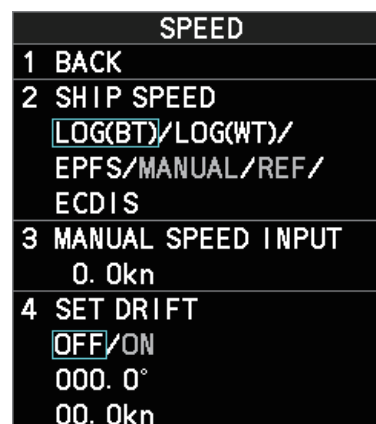 SPEED
1 BACK
2 SHIP SPEED
LOG(BT)/LOG(WT)/
EPFS/MANUAL/REF/
ECDIS
3 MANUAL SPEED INPUT
0.0kn
4 SET DRIFT
OFF/ON
000.0°
00.0kn